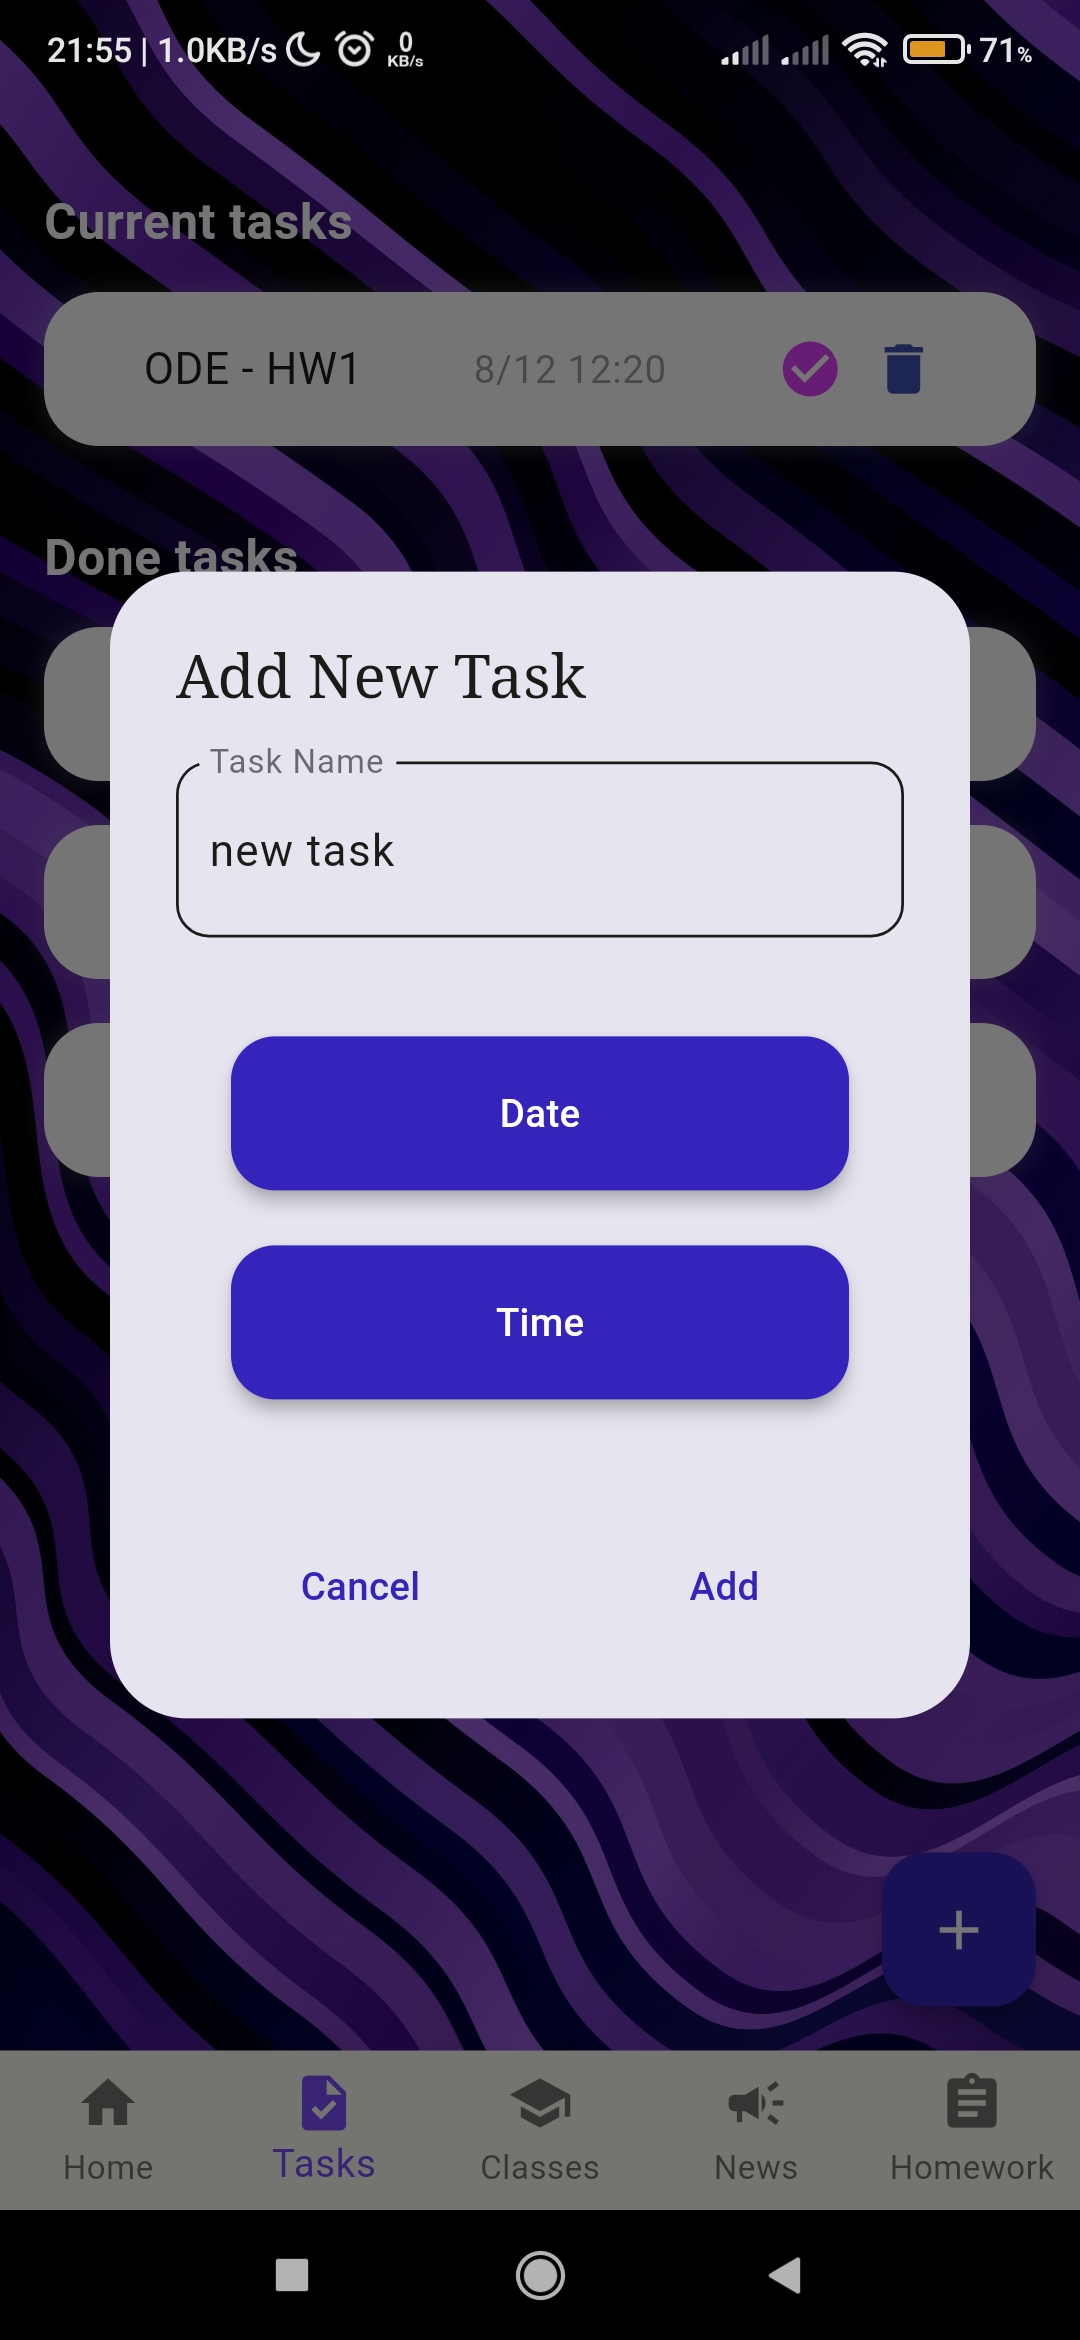 21:55 | 1.0KB/s 0 KB/s 71%
Current tasks
ODE - HW1 8/12 12:20
Done tasks
Add New Task
Task Name
new task
Date
Time
Cancel Add
Home Tasks Classes News Homework